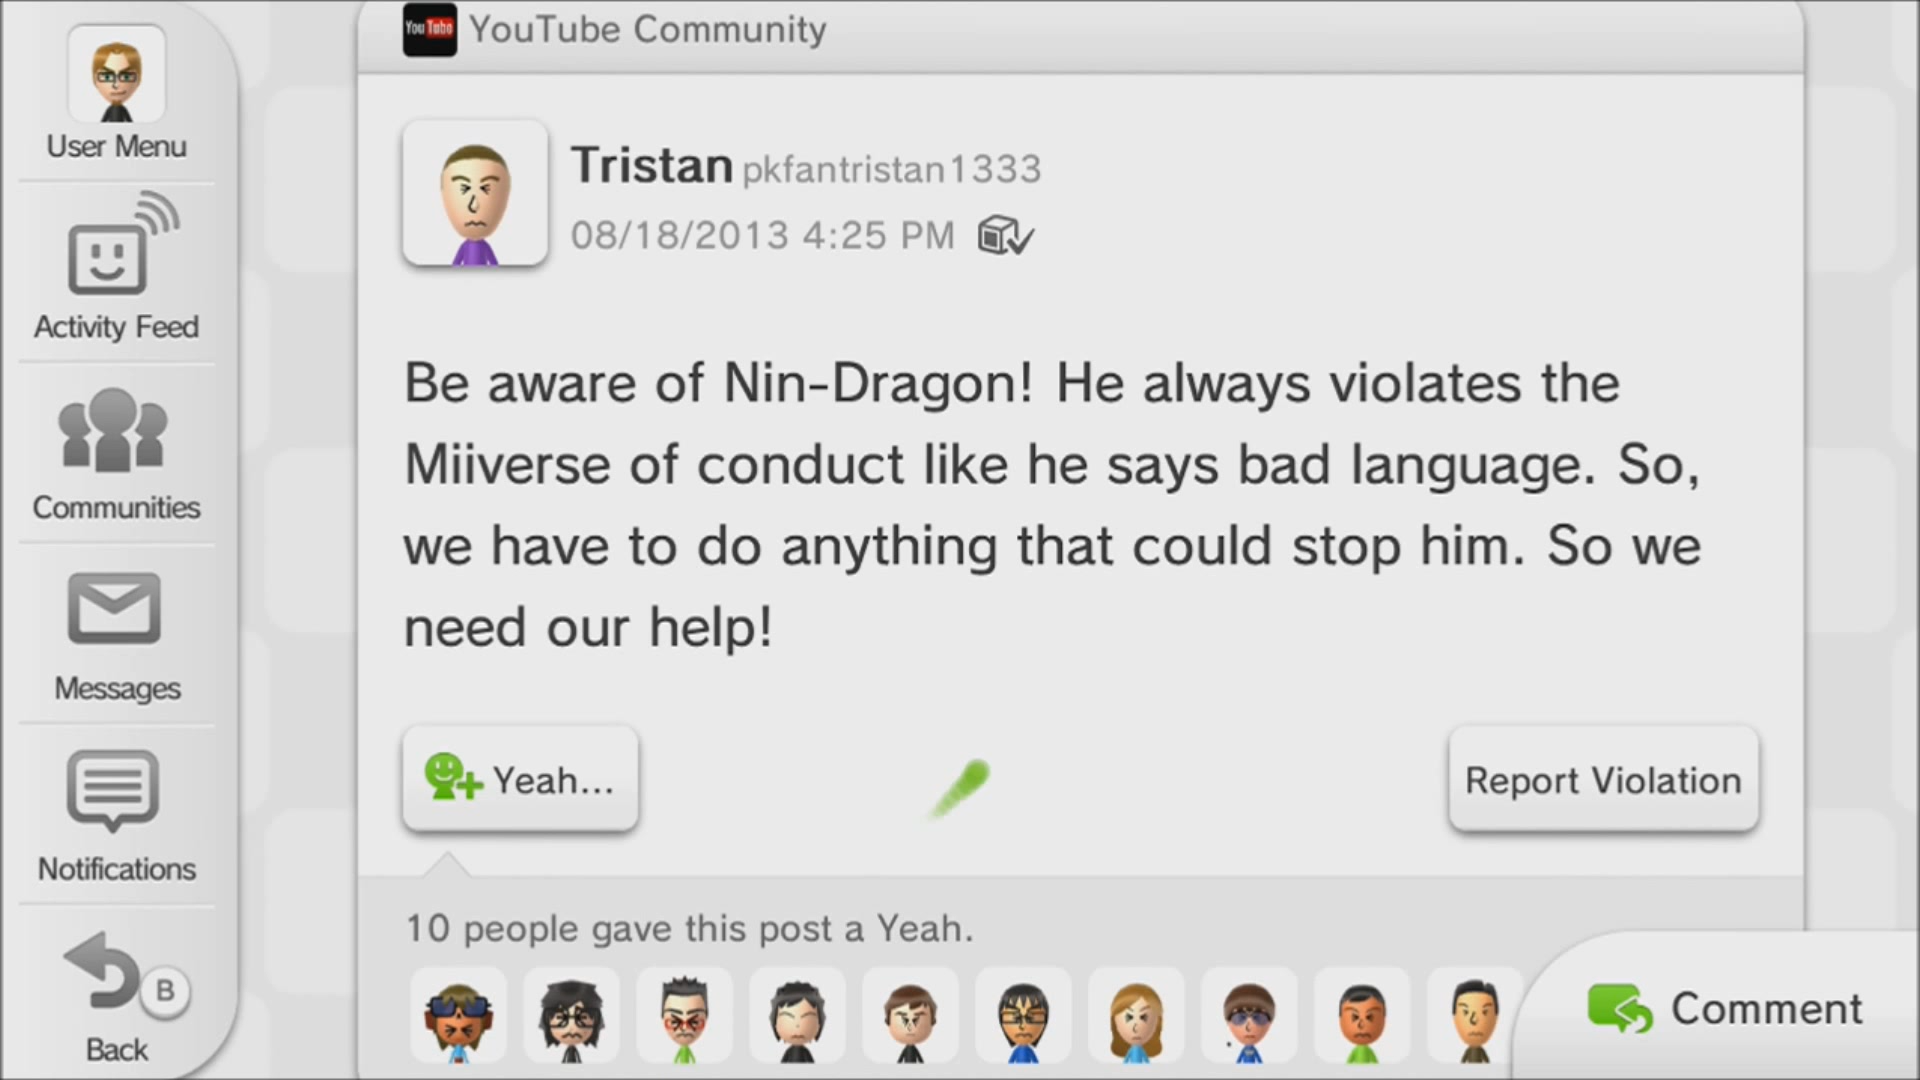 You Tube YouTube Community
User Menu
Tristan pkfantristan1333
08/18/2013 4:25 PM
Activity Feed
Be aware of Nin-Dragon! He always violates the
Miiverse of conduct like he says bad language. So,
Communities
we have to do anything that could stop him. So we
need our help!
Messages
Yeah...
Report Violation
Notifications
10 people gave this post a Yeah.
B
Back
Comment